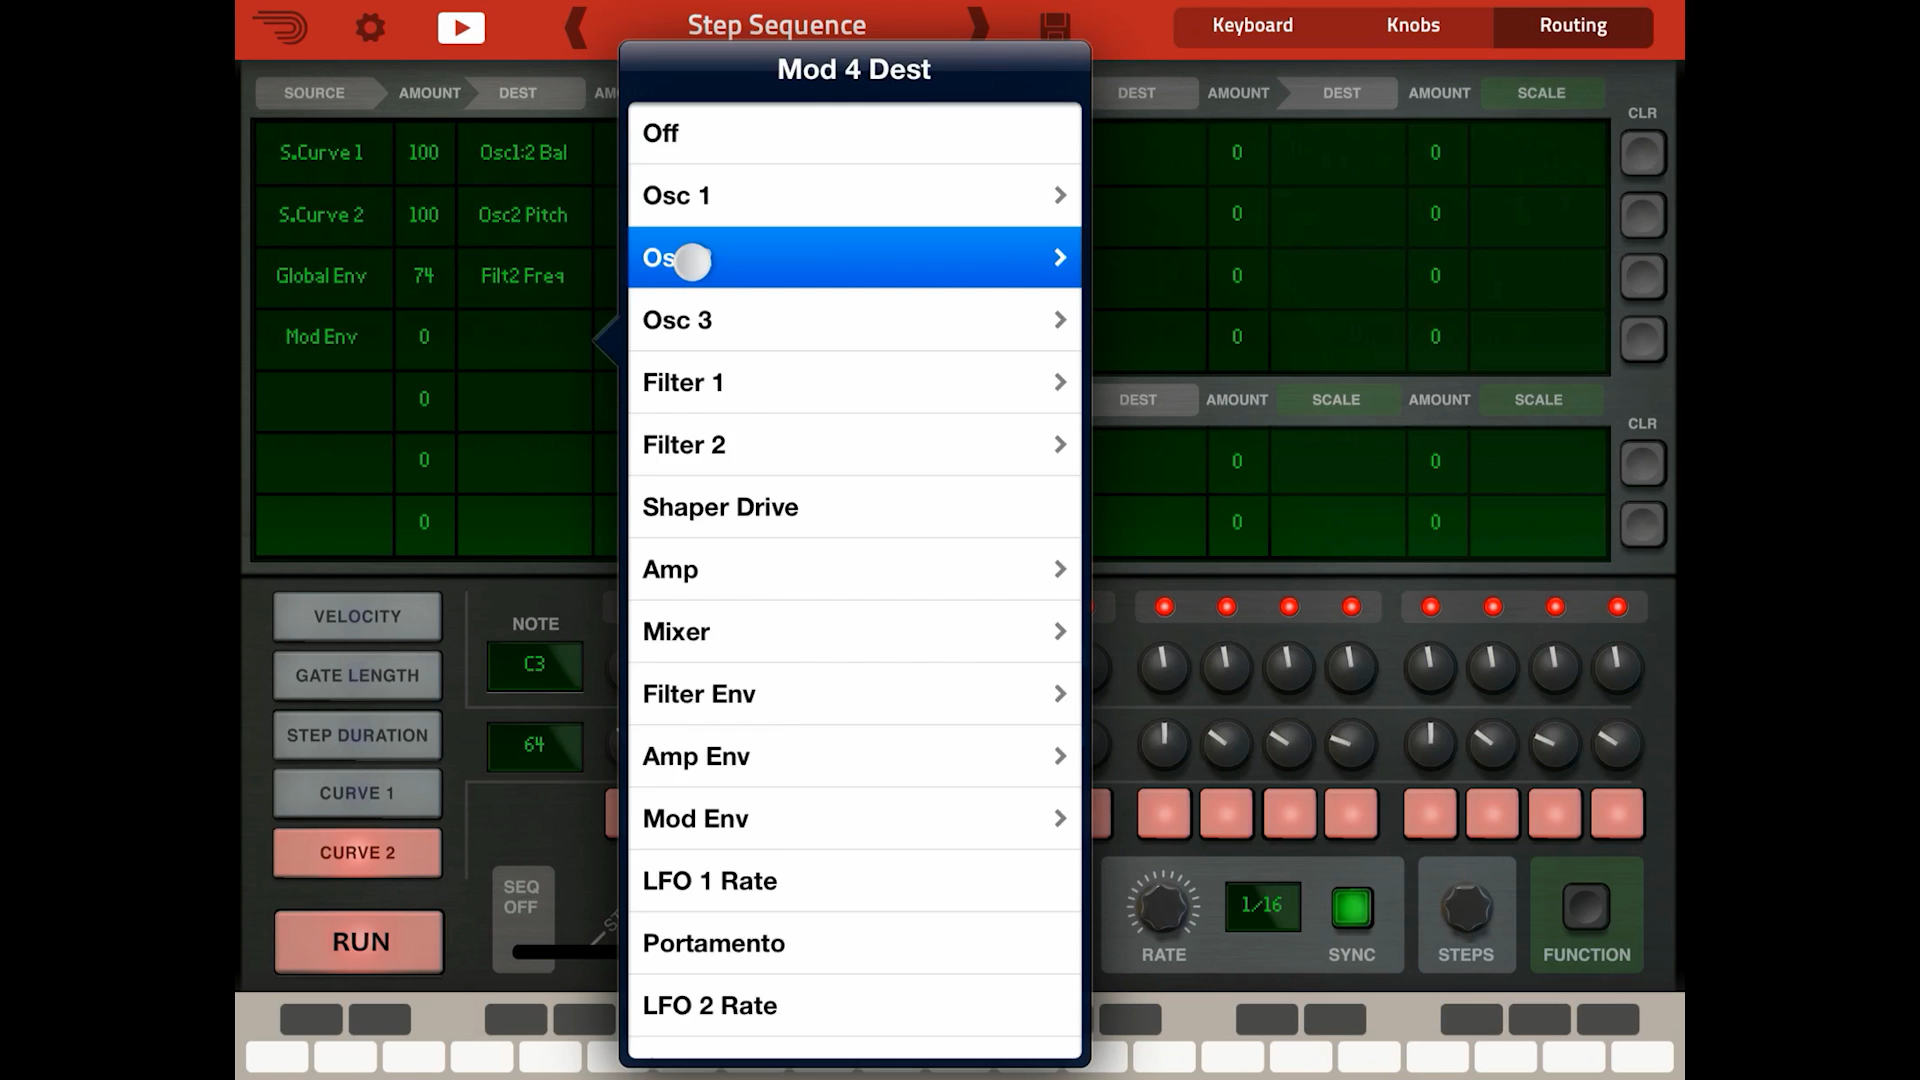 Step Sequence
Keyboard
Knobs
Routing
Mod 4 Dest
SOURCE
AMOUNT
DEST
DEST
AMOUNT
DEST
AMOUNT
SCALE
CLR
S.Curve 1
100
Osc1:2 Bal
0
0
S.Curve 2
100
Osc2 Pitch
0
0
Global Env
74
Filt2 Freq
0
0
Mod Env
0
0
0
0
DEST
AMOUNT
SCALE
AMOUNT
SCALE
CLR
0
0
0
0
0
0
Off
Osc 1
Osc 3
Filter 1
Filter 2
Shaper Drive
Amp
Mixer
Filter Env
Amp Env
Mod Env
LFO 1 Rate
Portamento
LFO 2 Rate
VELOCITY
GATE LENGTH
STEP DURATION
CURVE 1
CURVE 2
RUN
NOTE
C3
64
SEQ
OFF
1/16
RATE
SYNC
STEPS
FUNCTION